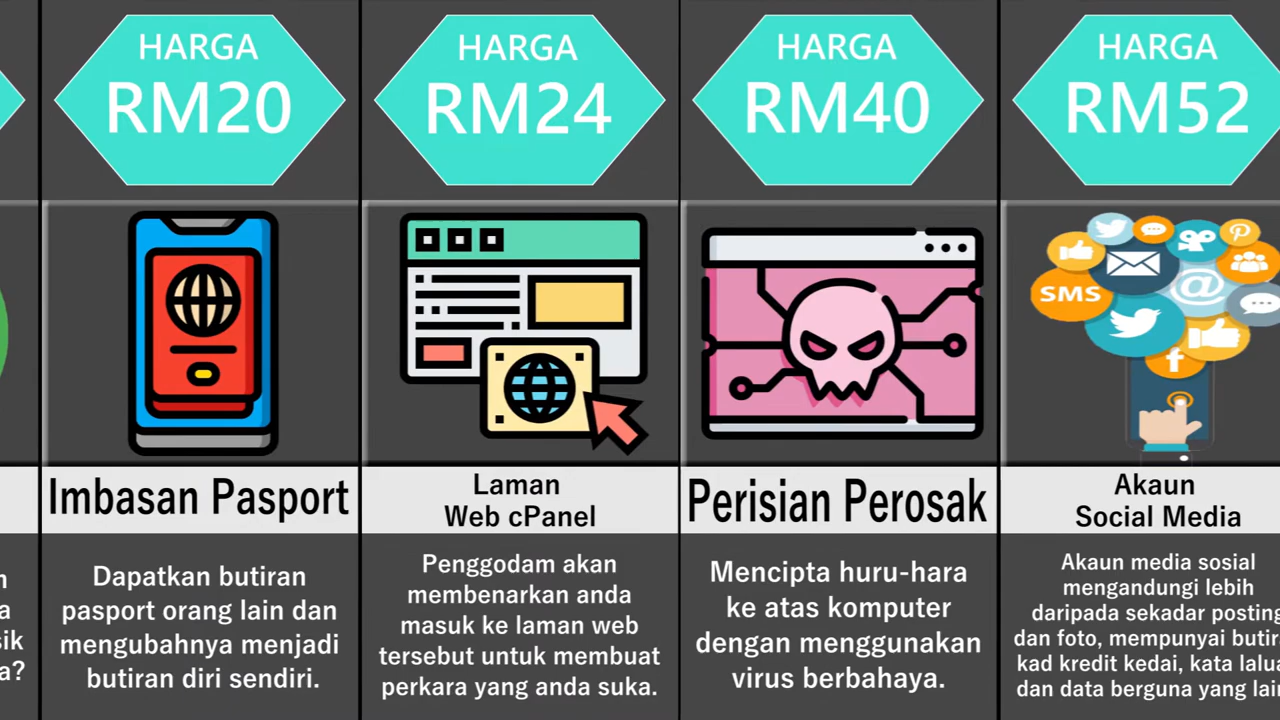 HARGA
RM20
Imbasan Pasport
Dapatkan butiran
pasport orang lain dan
mengubahnya menjadi
butiran diri sendiri.
HARGA
RM24
Laman
Web cPanel
Penggodam akan
membenarkan anda
masuk ke laman web
tersebut untuk membuat
perkara yang anda suka.
HARGA
RM40
Perisian Perosak
Mencipta huru-hara
ke atas komputer
dengan menggunakan
virus berbahaya.
HARGA
RM52
SMS
@
Akaun
Social Media
Akaun media sosial
mengandungi lebih
daripada sekadar posting
dan foto, mempunyai
kad kredit kedai, kata
dan data berguna yang